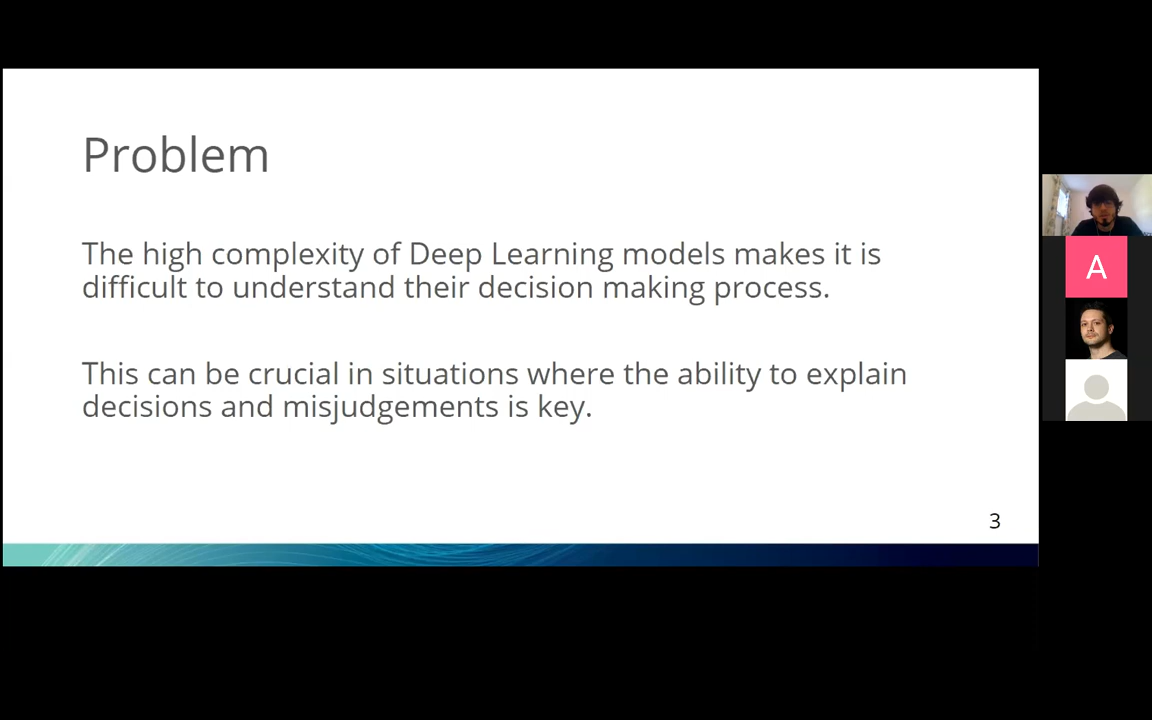 Problem
The high complexity of Deep Learning models makes it is
difficult to understand their decision making process.
This can be crucial in situations where the ability to explain
decisions and misjudgements is key.
3
A